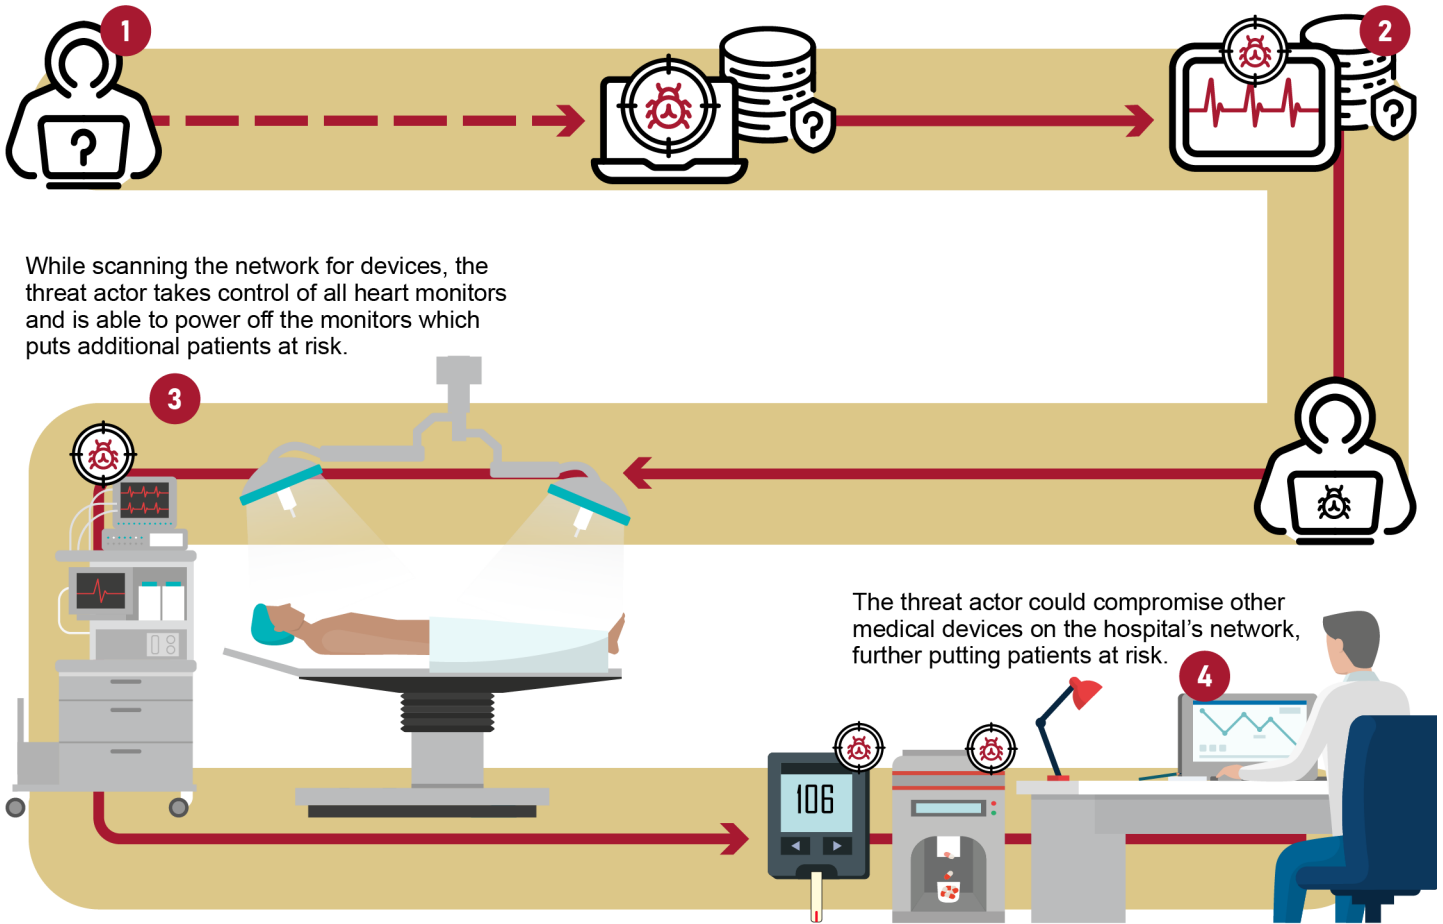 1
2
?
?
?
While scanning the network for devices, the
threat actor takes control of all heart monitors
and is able to power off the monitors which
puts additional patients at risk.
3
The threat actor could compromise other
medical devices on the hospital's network,
further putting patients at risk.
4
106